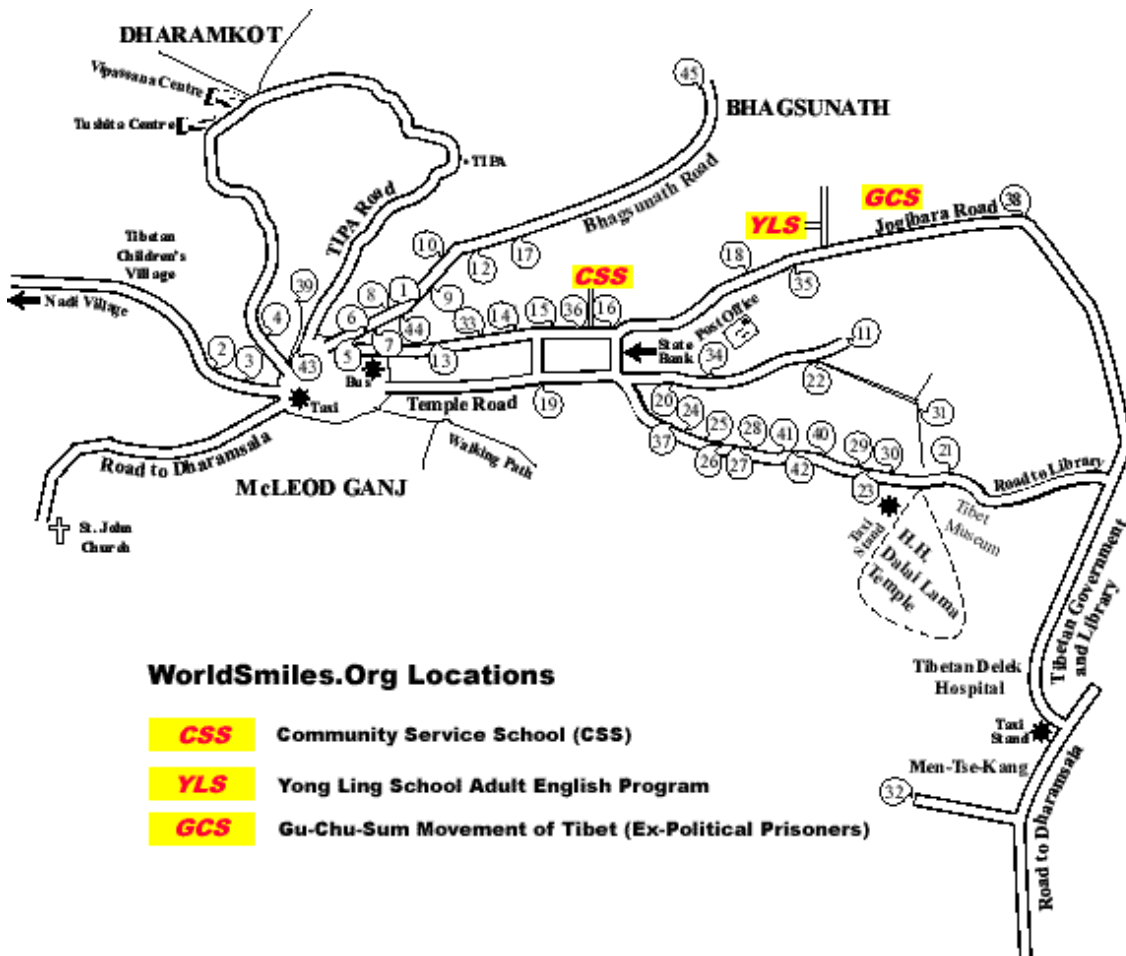 DHARAMKOT
Vipassana Centre
Tushita Centre
TIPA
TIPA Road
45
BHAGSUNATH
Bhagsunath Road
GCS
YLS
Jogibara Road
38
Tibetan
Children's
Village
Nadi Village
39
10
12
17
18
35
CSS
8
1
9
4
6
44
33
14
15
36
16
Post Office
2
3
43
5
7
13
State
Bank
34
11
Bus
22
Taxi
Temple Road
19
20
31
Road to Dharamsala
Walking Path
37
24
25
28
41
40
29
30
21
26
27
42
23
Road to Library
McLEOD GANJ
St. John
Church
Taxi
Stand
Tibet
Museum
H.H.
Dalai Lama
Temple
Tibetan Government
and Library
WorldSmiles.Org Locations
Tibetan Delek
Hospital
CSS Community Service School (CSS)
Taxi
Stand
YLS Yong Ling School Adult English Program
Men-Tse-Kang
32
GCS Gu-Chu-Sum Movement of Tibet (Ex-Political Prisoners)
Road to Dharamsala